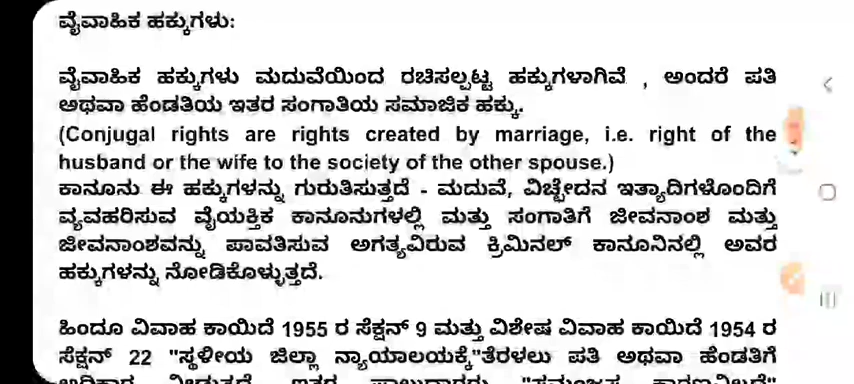 ವೈವಾಹಿಕ ಹಕ್ಕುಗಳು:
ವೈವಾಹಿಕ ಹಕ್ಕುಗಳು ಮದುವೆಯಿಂದ ರಚಿಸಲ್ಪಟ್ಟ ಹಕ್ಕುಗಳಾಗಿವೆ , ಅಂದರೆ ಪತಿ
ಅಥವಾ ಹೆಂಡತಿಯ ಇತರ ಸಂಗಾತಿಯ ಸಮಾಜಿಕ ಹಕ್ಕು.
(Conjugal rights are rights created by marriage, i.e. right of the
husband or the wife to the society of the other spouse.)
ಕಾನೂನು ಈ ಹಕ್ಕುಗಳನ್ನು ಗುರುತಿಸುತ್ತದೆ - ಮದುವೆ, ವಿಚ್ಛೇದನ ಇತ್ಯಾದಿಗಳೊಂದಿಗೆ
ವ್ಯವಹರಿಸುವ ವೈಯಕ್ತಿಕ ಕಾನೂನುಗಳಲ್ಲಿ ಮತ್ತು ಸಂಗಾತಿಗೆ ಜೀವನಾಂಶ ಮತ್ತು
ಜೀವನಾಂಶವನ್ನು ಪಾವತಿಸುವ ಅಗತ್ಯವಿರುವ ಕ್ರಿಮಿನಲ್ ಕಾನೂನಿನಲ್ಲಿ ಅವರ
ಹಕ್ಕುಗಳನ್ನು ನೋಡಿಕೊಳ್ಳುತ್ತದೆ.
ಹಿಂದೂ ವಿವಾಹ ಕಾಯಿದೆ 1955 ರ ಸೆಕ್ಷನ್ 9 ಮತ್ತು ವಿಶೇಷ ವಿವಾಹ ಕಾಯಿದೆ 1954 ರ
ಸೆಕ್ಷನ್ 22 "ಸ್ಥಳೀಯ ಜಿಲ್ಲಾ ನ್ಯಾಯಾಲಯಕ್ಕೆ"ತೆರಳಲು ಪತಿ ಅಥವಾ ಹೆಂಡತಿಗೆ